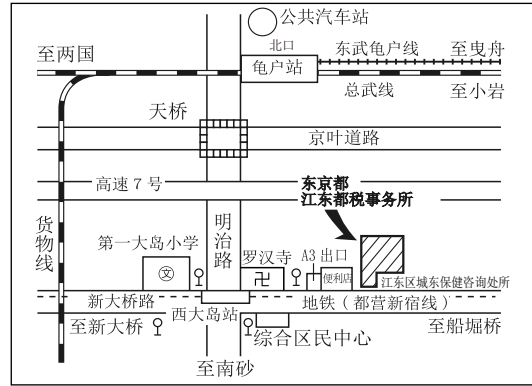 公共汽车站
北口
至两国
龟户站
东武龟户线
至曳舟
总武线
至小岩
天桥
京叶道路
高速7号
东京都
江东都税事务所
货物线
明治路
第一大岛小学
文
罗汉寺
卍
A3 出口
便利店
江东区城东保健咨询处所
新大桥路
西大岛站
地铁（都营新宿线）
至新大桥
综合区民中心
至船堀桥
至南砂